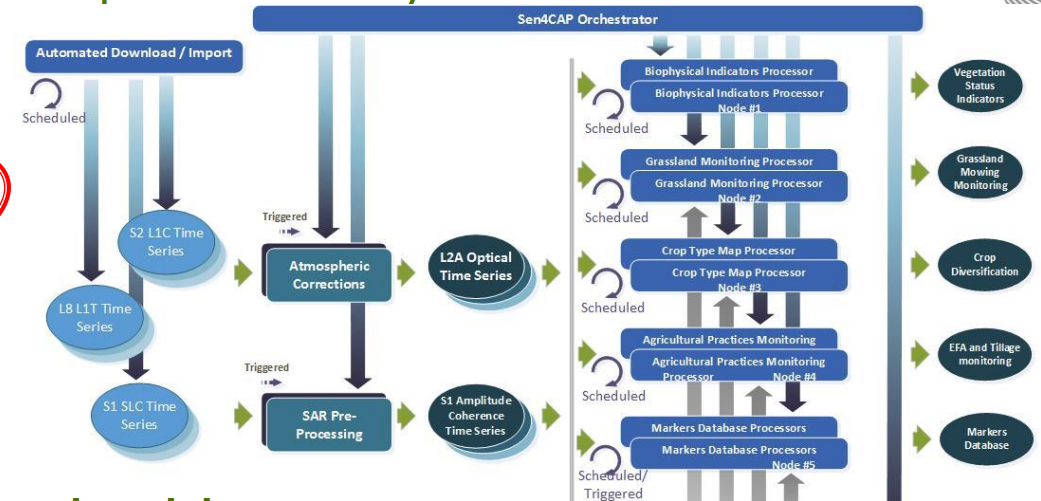 Sen4CAP Orchestrator
Automated Download / Import
Scheduled
S2 L1C Time
Series
L8 L1T Time
Series
S1 SLC Time
Series
Triggered
Atmospheric
Corrections
Triggered
SAR Pre-
Processing
L2A Optical
Time Series
S1 Amplitude
Coherence
Time Series
Biophysical Indicators Processor
Biophysical Indicators Processor
Node #1
Scheduled
Grassland Monitoring Processor
Grassland Monitoring Processor
Node #2
Scheduled
Crop Type Map Processor
Crop Type Map Processor
Node #3
Scheduled
Agricultural Practices Monitoring
Agricultural Practices Monitoring
Processor Node #4
Scheduled
Markers Database Processors
Markers Database Processors
Node #5
Scheduled/
Triggered
Vegetation
Status
Indicators
Grassland
Mowing
Monitoring
Crop
Diversification
EFA and Tillage
monitoring
Markers
Database